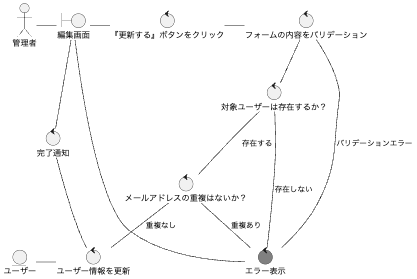 管理者
編集画面
『更新する』ボタンをクリック
フォームの内容をバリデーション
対象ユーザーは存在するか？
完了通知
存在する
バリデーションエラー
メールアドレスの重複はないか？
存在しない
重複なし
重複あり
ユーザー
ユーザー情報を更新
エラー表示